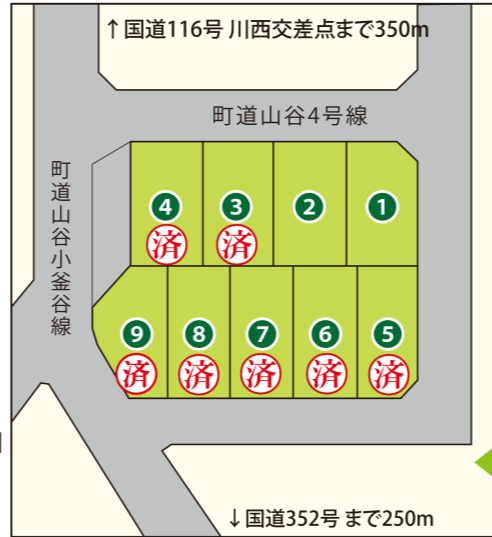 ↑国道116号 川西交差点まで350m
町道山谷4号線
町道山谷小釜谷線
4 3 2 1
済 済
9 8 7 6 5
済 済 済 済 済
↓国道352号 まで250m